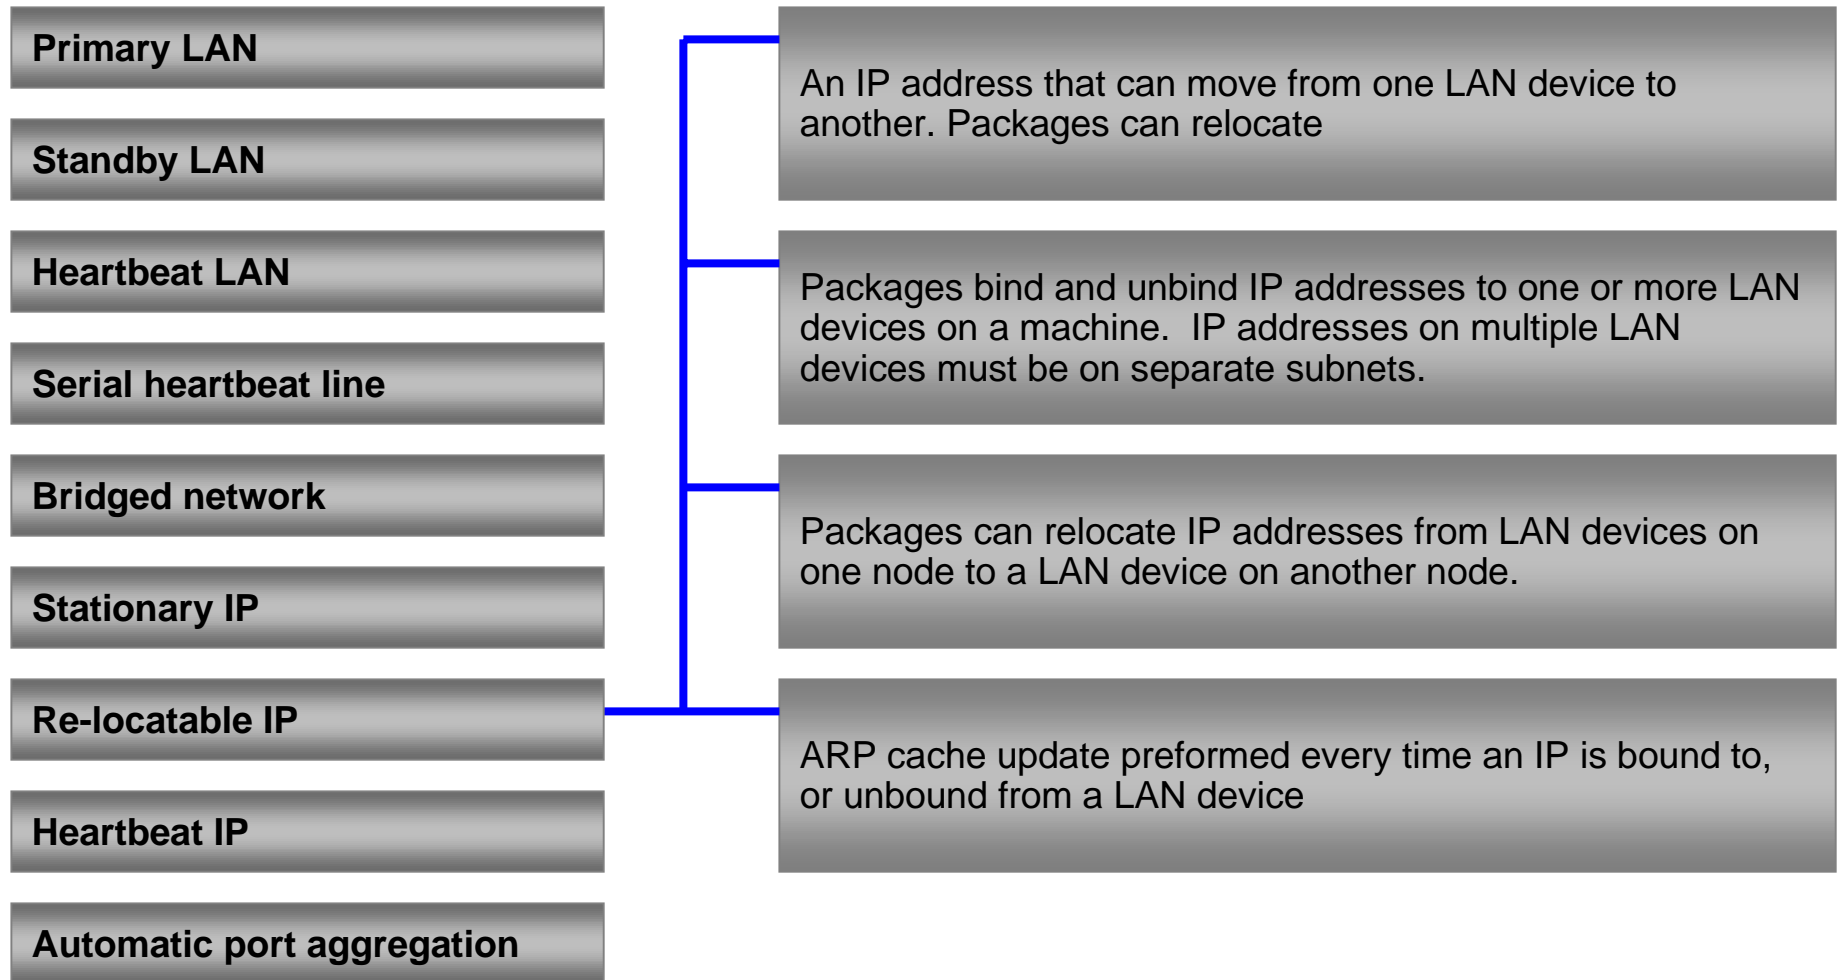 Primary LAN
Standby LAN
Heartbeat LAN
Serial heartbeat line
Bridged network
Stationary IP
Re-locatable IP
Heartbeat IP
Automatic port aggregation
An IP address that can move from one LAN device to
another. Packages can relocate
Packages bind and unbind IP addresses to one or more LAN
devices on a machine.  IP addresses on multiple LAN
devices must be on separate subnets.
Packages can relocate IP addresses from LAN devices on
one node to a LAN device on another node.
ARP cache update preformed every time an IP is bound to,
or unbound from a LAN device